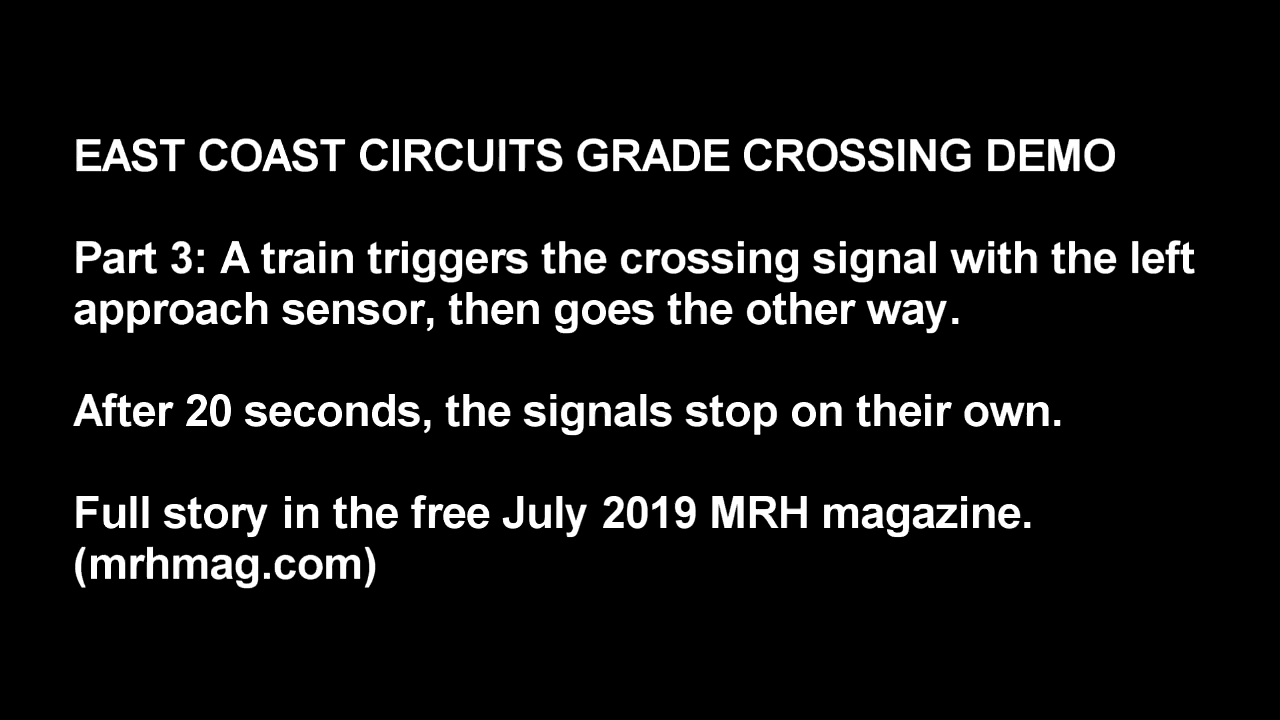 EAST COAST CIRCUITS GRADE CROSSING DEMO
Part 3: A train triggers the crossing signal with the left
approach sensor, then goes the other way.
After 20 seconds, the signals stop on their own.
Full story in the free July 2019 MRH magazine.
(mrhmag.com)